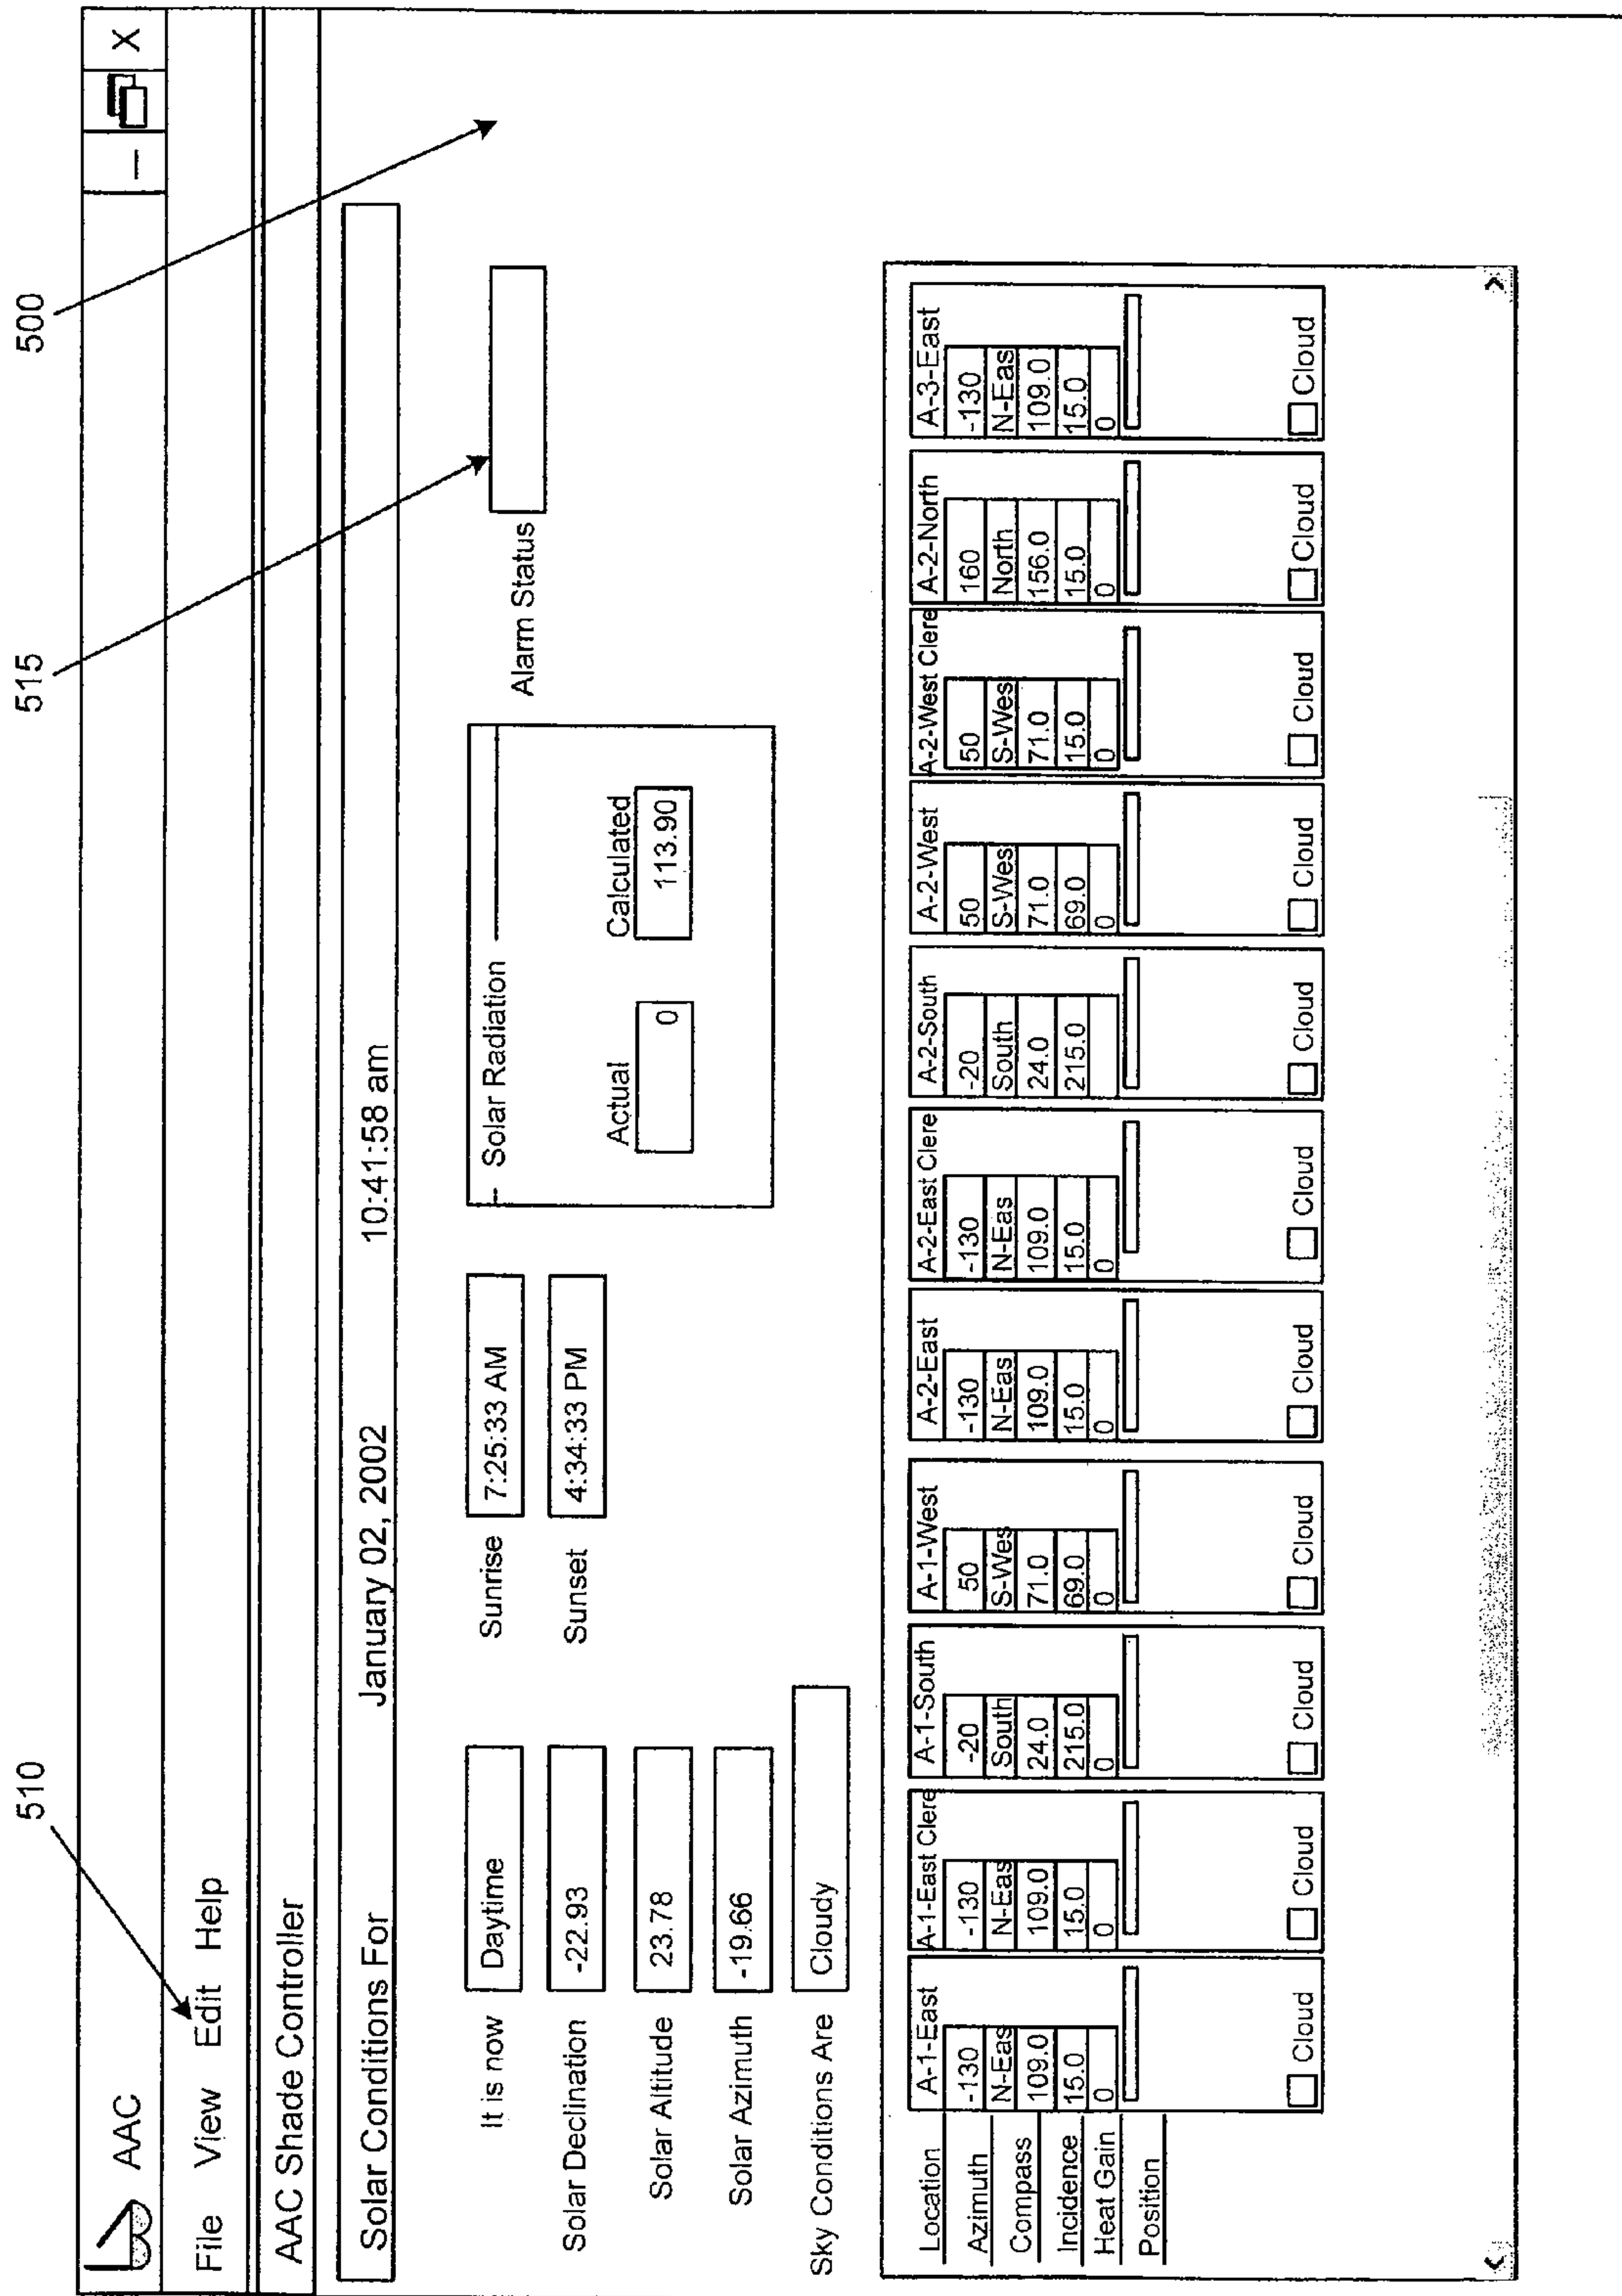 510 515 500
AAC X
File View Edit Help
AAC Shade Controller
Solar Conditions For January 02, 2002 10:41:58 am
It is now Daytime Sunrise 7:25:33 AM
Solar Declination -22.93 Sunset 4:34:33 PM
Solar Altitude 23.78
Solar Azimuth -19.66
Sky Conditions Are Cloudy
Solar Radiation
Actual Calculated
0 113.90
Alarm Status
Location A-1-East A-1-East Clere A-1-South A-1-West A-2-East A-2-East Clere A-2-South A-2-West A-2-West Clere A-2-North A-3-East
Azimuth -130 -130 -20 50 -130 -130 -20 50 50 160 -130
Compass N-Eas N-Eas South S-Wes N-Eas N-Eas South S-Wes S-Wes North N-Eas
Incidence 109.0 109.0 24.0 71.0 109.0 109.0 24.0 71.0 71.0 156.0 109.0
Heat Gain 15.0 15.0 215.0 69.0 15.0 15.0 215.0 69.0 15.0 15.0 15.0
Position 0 0 0 0 0 0 0 0 0 0
Cloud Cloud Cloud Cloud Cloud Cloud Cloud Cloud Cloud Cloud Cloud